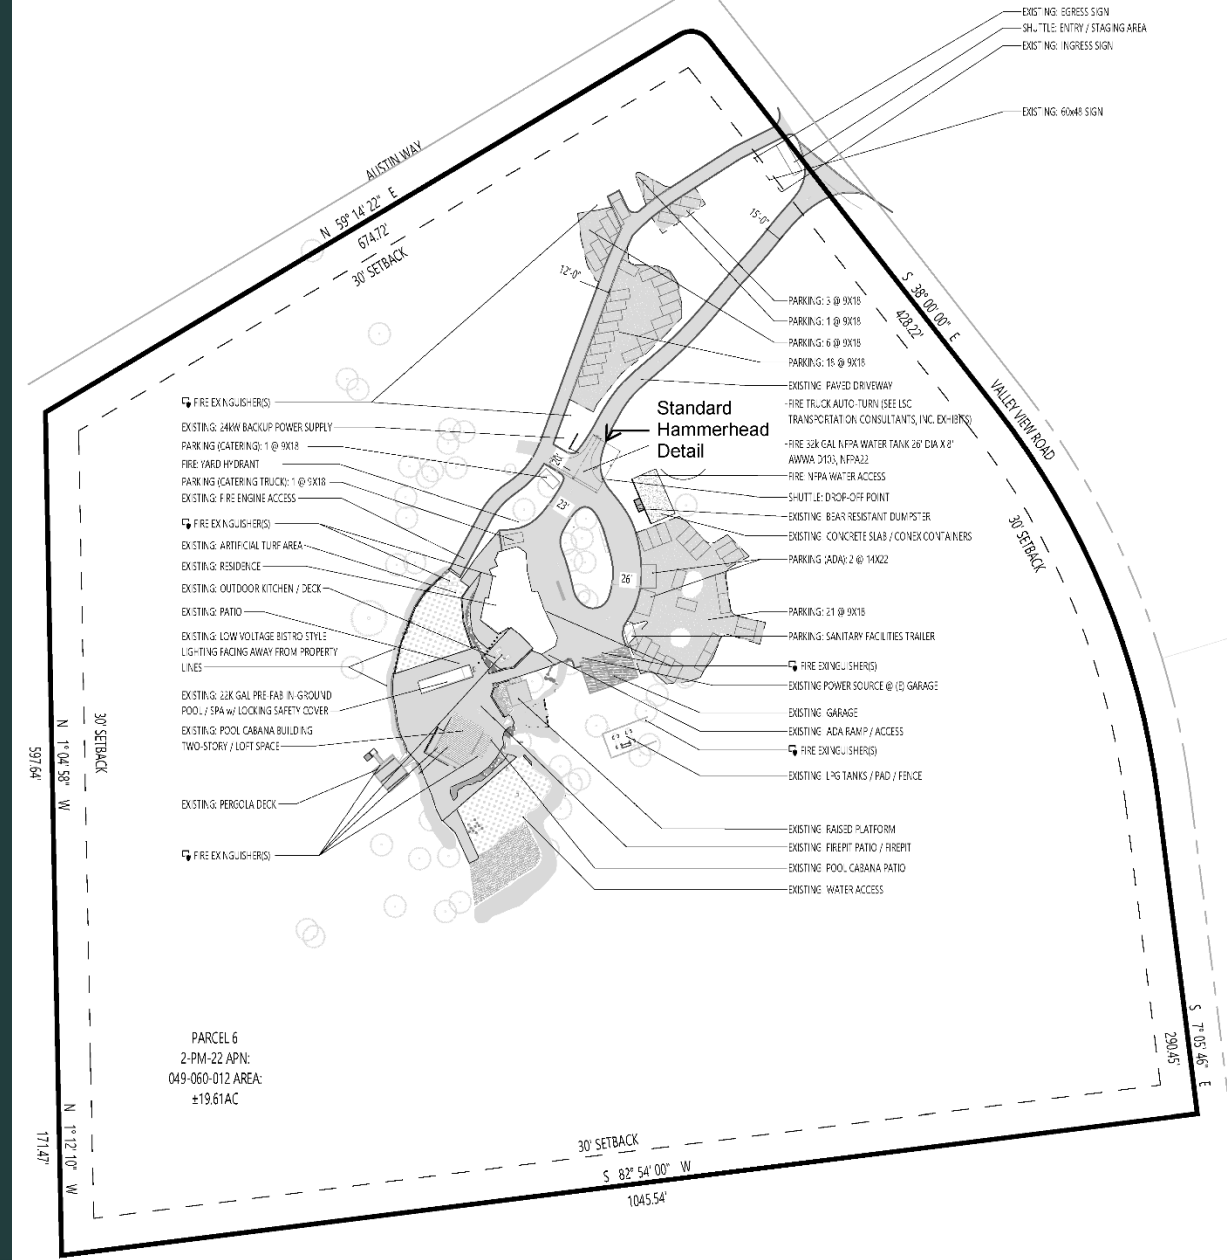 EXISTING: EGRESS SIGN
SHUTTLE: ENTRY / STAGING AREA
EXISTING: INGRESS SIGN
EXISTING: 60x48 SIGN
AUSTIN WAY
N 59° 14' 22" E
674.72'
30' SETBACK
15'-0"
12'-0"
S 38° 00' 00" E
428.22'
VALLEY VIEW ROAD
30' SETBACK
PARKING: 3 @ 9X18
PARKING: 1 @ 9X18
PARKING: 6 @ 9X18
PARKING: 18 @ 9X18
EXISTING: PAVED DRIVEWAY
FIRE TRUCK AUTO-TURN (SEE LSC
TRANSPORTATION CONSULTANTS, INC. EXHIBITS)
Standard
Hammerhead
Detail
FIRE 32k GAL NFPA WATER TANK 26' DIA X 8'
AWWA D103, NFPA22
FIRE: NFPA WATER ACCESS
SHUTTLE: DROP-OFF POINT
EXISTING: BEAR RESISTANT DUMPSTER
EXISTING: CONCRETE SLAB / CONEX CONTAINERS
PARKING (ADA): 2 @ 14X22
PARKING: 21 @ 9X18
PARKING: SANITARY FACILITIES TRAILER
FIRE EXINGUISHER(S)
EXISTING POWER SOURCE @ (E) GARAGE
EXISTING: GARAGE
EXISTING: ADA RAMP / ACCESS
FIRE EXINGUISHER(S)
EXISTING: LPG TANKS / PAD / FENCE
EXISTING: RAISED PLATFORM
EXISTING: FIREPIT PATIO / FIREPIT
EXISTING: POOL CABANA PATIO
EXISTING: WATER ACCESS
FIRE EXINGUISHER(S)
EXISTING: 24kW BACKUP POWER SUPPLY
PARKING (CATERING): 1 @ 9X18
FIRE: YARD HYDRANT
PARKING (CATERING TRUCK): 1 @ 9X18
EXISTING: FIRE ENGINE ACCESS
FIRE EXINGUISHER(S)
EXISTING: ARTIFICIAL TURF AREA
EXISTING: RESIDENCE
EXISTING: OUTDOOR KITCHEN / DECK
EXISTING: PATIO
EXISTING: LOW VOLTAGE BISTRO STYLE
LIGHTING FACING AWAY FROM PROPERTY
LINES
EXISTING: 22K GAL PRE-FAB IN-GROUND
POOL / SPA w/ LOCKING SAFETY COVER
EXISTING: POOL CABANA BUILDING
TWO-STORY / LOFT SPACE
EXISTING: PERGOLA DECK
FIRE EXINGUISHER(S)
23'
26'
30' SETBACK
N 1° 04' 58" W
597.64'
PARCEL 6
2-PM-22 APN:
049-060-012 AREA:
±19.61AC
N 1° 12' 10" W
171.47'
30' SETBACK
S 82° 54' 00" W
1045.54'
S 7° 05' 46" E
290.45'